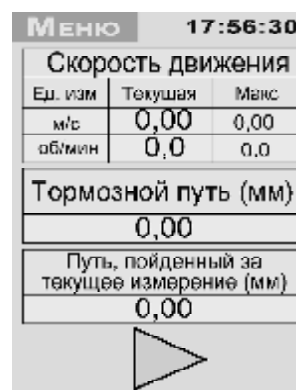 Меню 17:56:30
Скорость движения
Ед. изм Текущая Макс
м/с 0,00 0,00
об/мин 0,0 0,0
Тормозной путь (мм)
0,00
Путь, пойденный за
текущее измерение (мм)
0,00